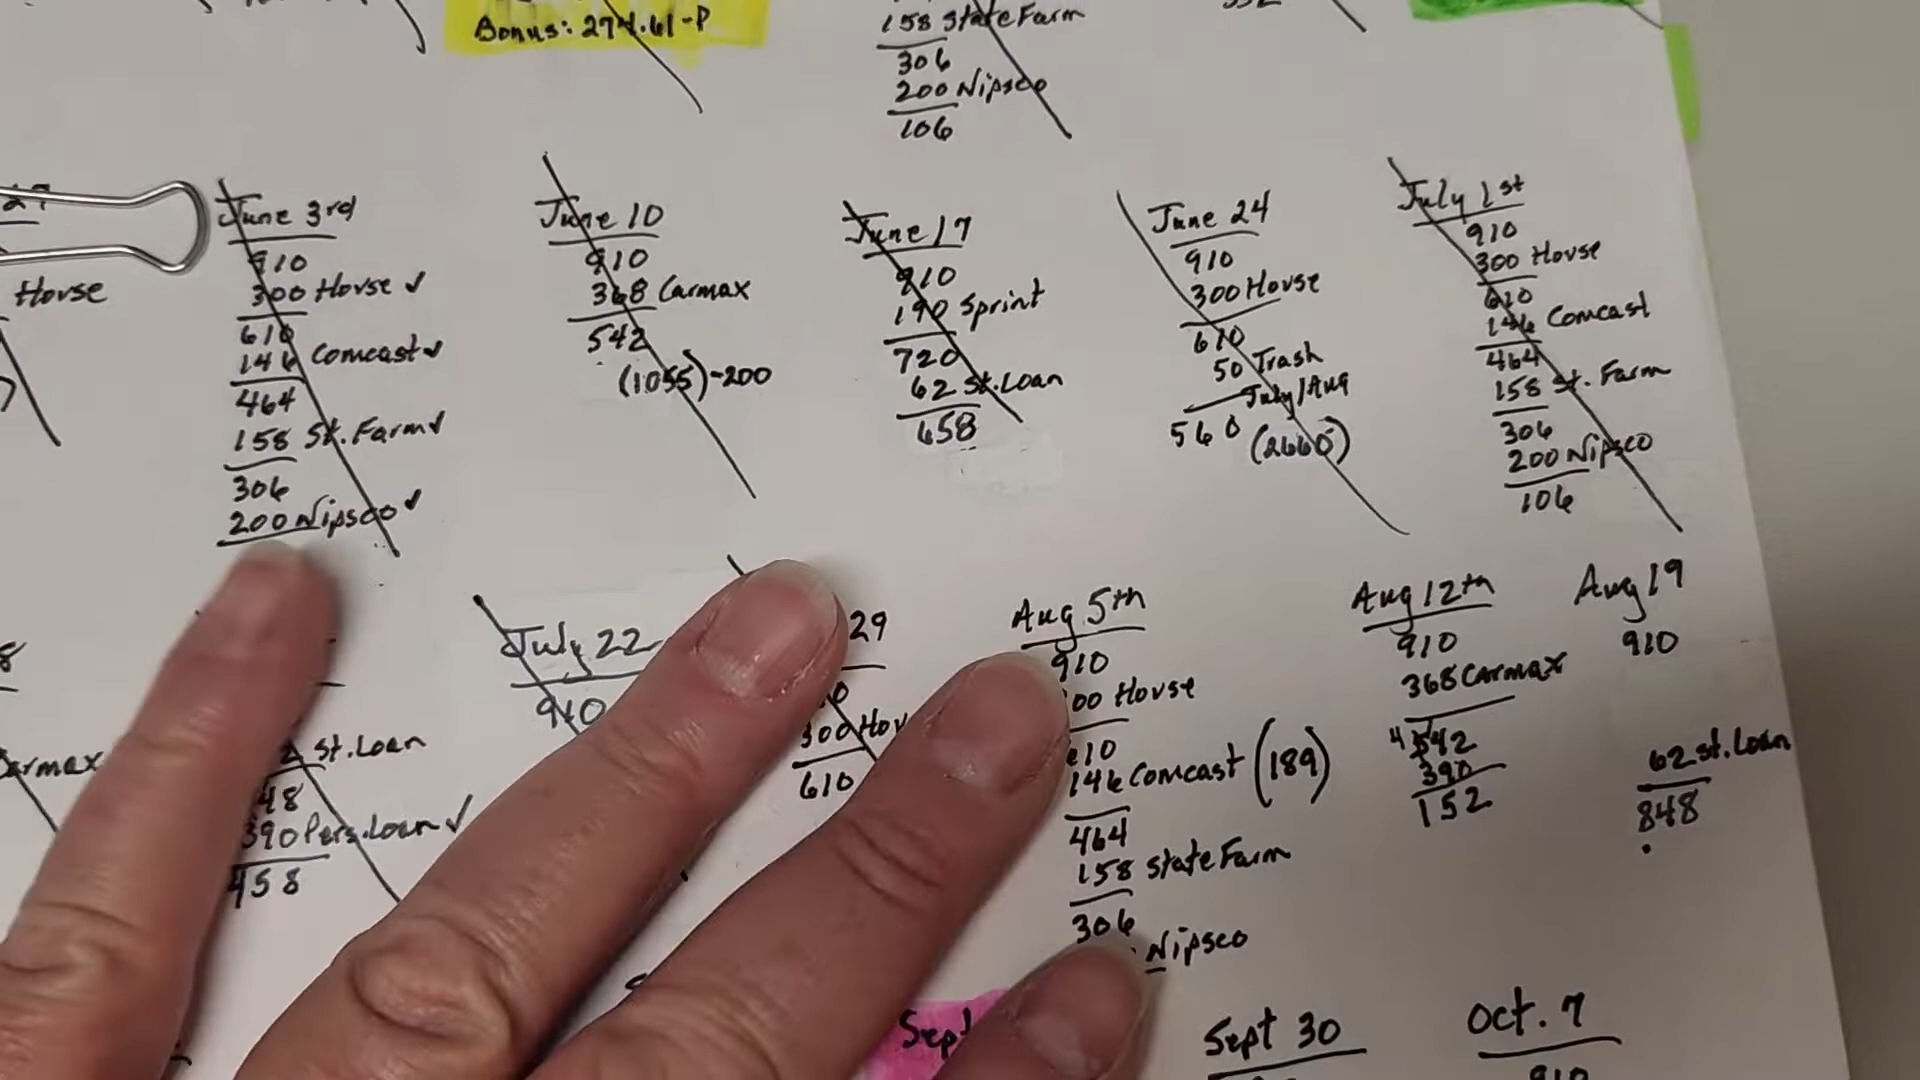 Bonus: 274.61-P
158 State Farm
306
200 Nipsco
106
June 3rd
910
300 House ✓
610
146 Comcast ✓
464
158 St. Farm ✓
306
200 Nipsco ✓
June 10
910
368 Carmax
542
(1055)-200
June 17
910
190 Sprint
720
62 St. Loan
658
June 24
910
300 House
610
50 Trash
July/Aug
560
(2660)
July 1st
910
300 House
610
146 Comcast
464
158 St. Farm
306
200 Nipsco
106
House
St. Loan
48
390 Pers. Loan ✓
458
July 22
910
29
300 Hou
610
Aug 5th
910
00 House
610
146 Comcast (189)
464
158 State Farm
306
Nipsco
Aug 12th
910
368 Carmax
542
390
152
Aug 19
910
62 St. Loan
848
Sept
Sept 30
Oct. 7
910